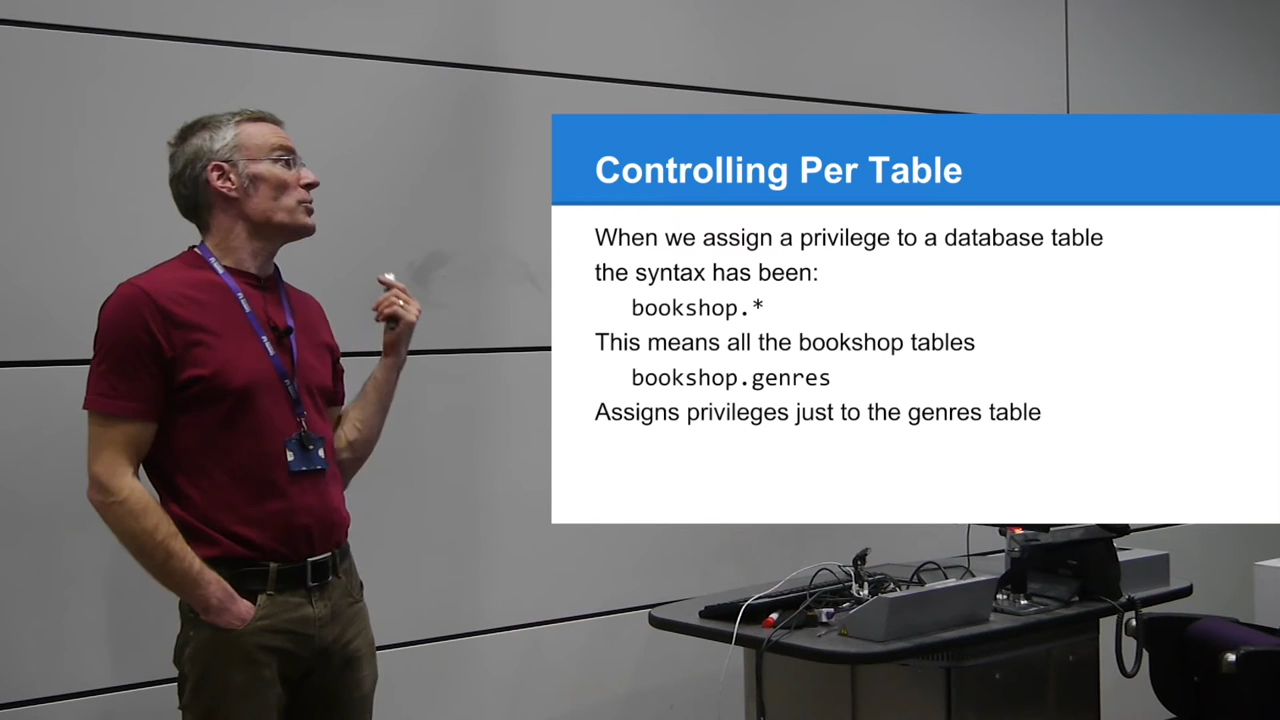 Controlling Per Table
When we assign a privilege to a database table
the syntax has been:
bookshop.*
This means all the bookshop tables
bookshop.genres
Assigns privileges just to the genres table